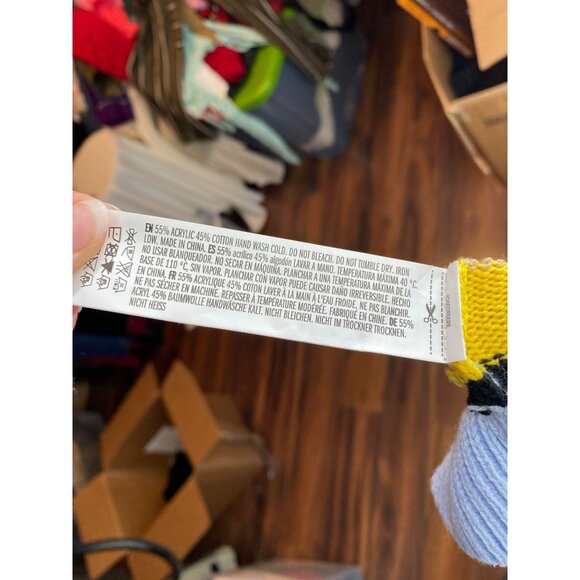 EN 55% ACRYLIC 45% COTTON HAND WASH COLD. DO NOT BLEACH. DO NOT TUMBLE DRY. IRON
LOW. MADE IN CHINA. ES 55% acrílico 45% algodón LAVAR A MANO. TEMPERATURA MÁXIMA 40 °C.
NO USAR BLANQUEADOR. NO SECAR EN MÁQUINA. PLANCHAR A UNA TEMPERATURA MÁXIMA DE LA
BASE DE 110 °C, SIN VAPOR. PLANCHAR CON VAPOR PUEDE CAUSAR DAÑO IRREVERSIBLE. HECHO
EN CHINA. FR 55% ACRYLIQUE 45% COTON LAVER À LA MAIN À L'EAU FROIDE. NE PAS BLANCHIR.
NE PAS SÉCHER EN MACHINE. REPASSER À TEMPÉRATURE MODÉRÉE. FABRIQUÉ EN CHINE. DE 55%
ACRYL 45% BAUMWOLLE HANDWÄSCHE KALT. NICHT BLEICHEN. NICHT IM TROCKNER TROCKNEN.
NICHT HEISS